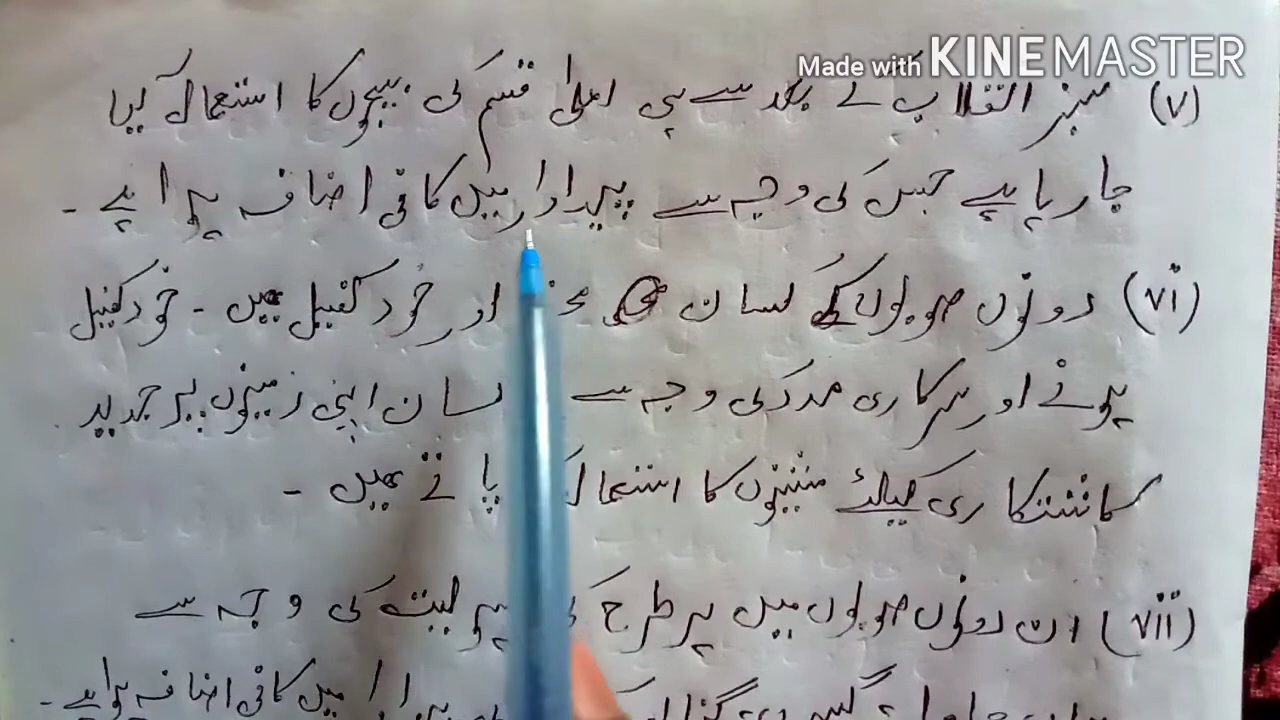 Made with KINEMASTER
(v) سبز انقلاب کے بعد سے ہی اعلیٰ قسم کی بیجوں کا استعمال کیا
جا رہا ہے جس کی وجہ سے پیداوار میں کافی اضافہ ہوا ہے ۔
(vi) دونوں صوبوں کے کسان اور خود کفیل ہیں ۔ خود کفیل
ہونے اور سرکاری مدد کی وجہ سے کسان اپنی زمینوں پر جدید
کاشتکاری کیلئے مشینوں کا استعمال پاتے ہیں ۔
(vii) ان دونوں صوبوں میں ہر طرح کی سہولیت کی وجہ سے
میں کافی اضافہ ہوا ہے ۔